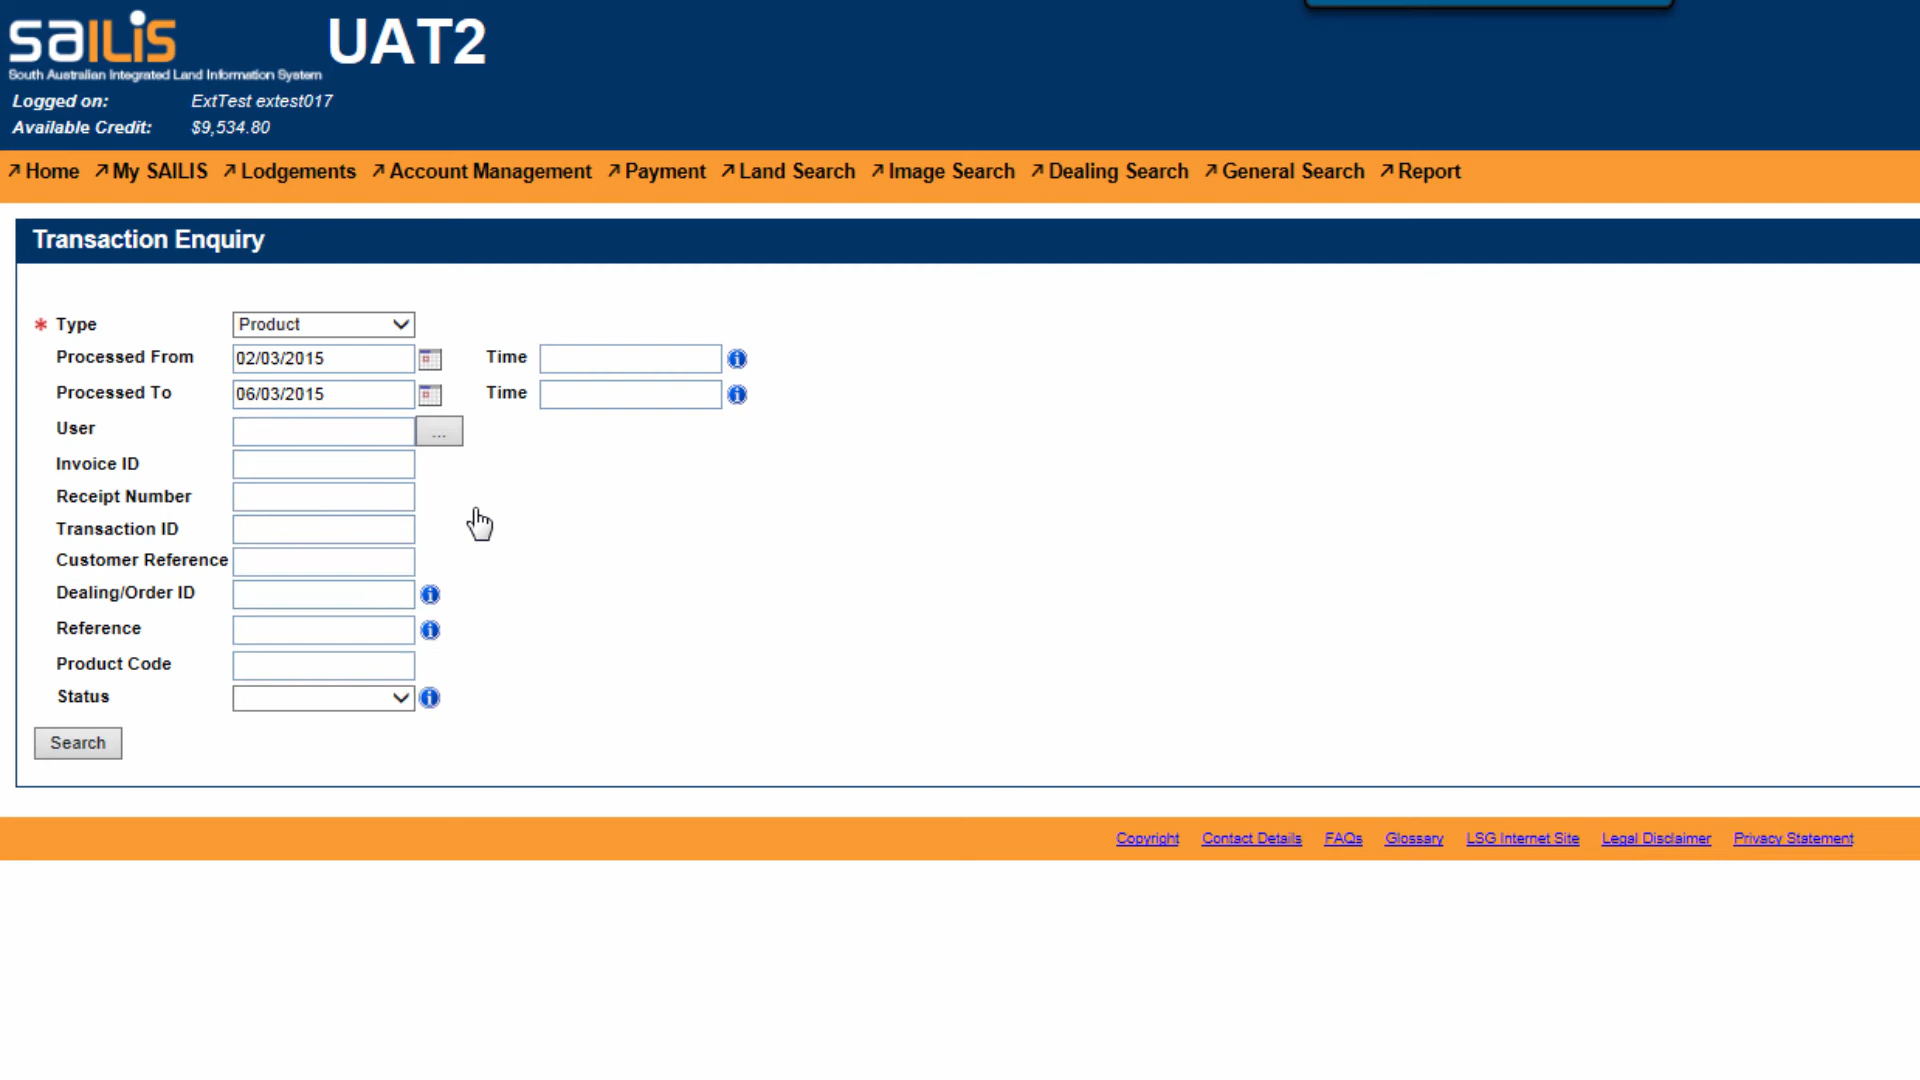 saiLiS UAT2
South Australian Integrated Land Information System
Logged on: ExtTest extest017
Available Credit: $9,534.80
Home My SAILIS Lodgements Account Management Payment Land Search Image Search Dealing Search General Search Report
Transaction Enquiry
* Type Product
Processed From 02/03/2015 Time
Processed To 06/03/2015 Time
User ...
Invoice ID
Receipt Number
Transaction ID
Customer Reference
Dealing/Order ID
Reference
Product Code
Status
Search
Copyright Contact Details FAQs Glossary LSG Internet Site Legal Disclaimer Privacy Statement